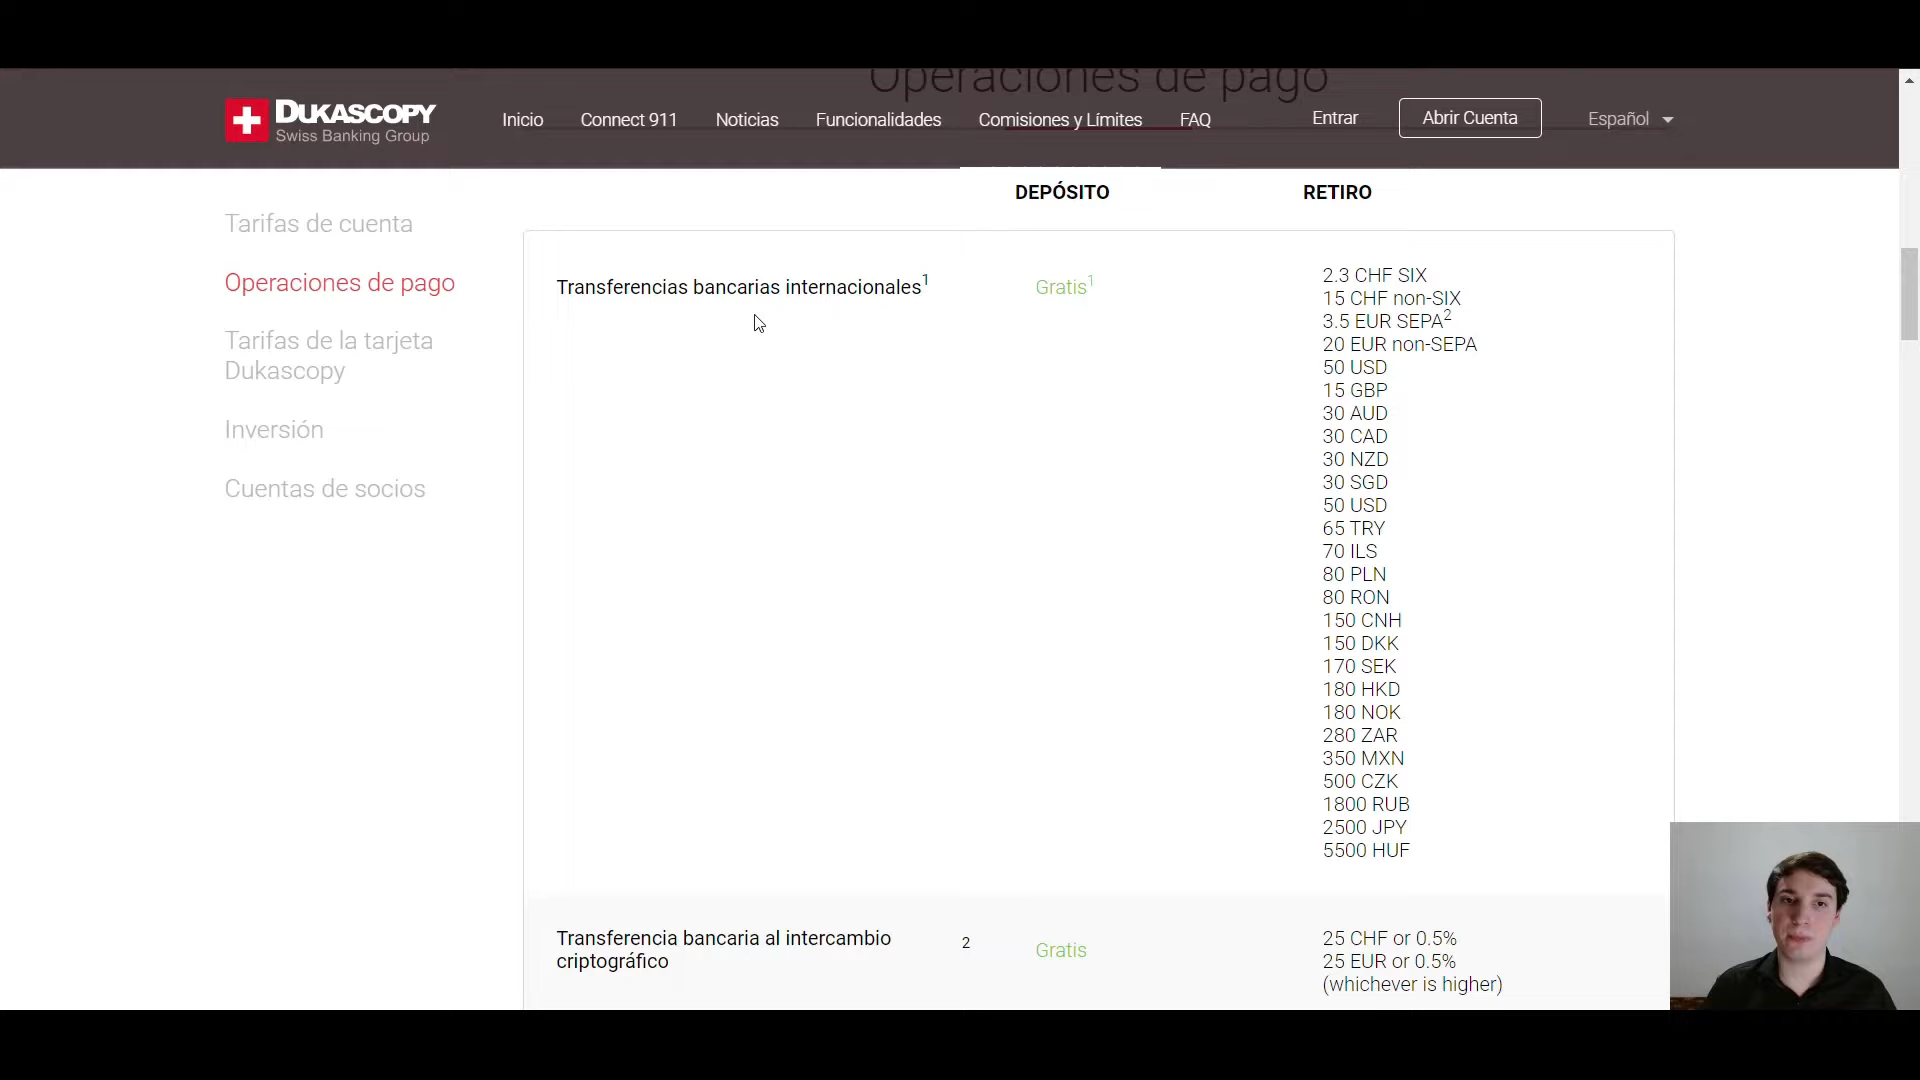 Operaciones de pago
DUKASCOPY
Swiss Banking Group
Inicio
Connect 911
Noticias
Funcionalidades
Comisiones y Límites
FAQ
Entrar
Abrir Cuenta
Español
Tarifas de cuenta
Operaciones de pago
Tarifas de la tarjeta
Dukascopy
Inversión
Cuentas de socios
DEPÓSITO
RETIRO
Transferencias bancarias internacionales1
Gratis1
2.3 CHF SIX
15 CHF non-SIX
3.5 EUR SEPA2
20 EUR non-SEPA
50 USD
15 GBP
30 AUD
30 CAD
30 NZD
30 SGD
50 USD
65 TRY
70 ILS
80 PLN
80 RON
150 CNH
150 DKK
170 SEK
180 HKD
180 NOK
280 ZAR
350 MXN
500 CZK
1800 RUB
2500 JPY
5500 HUF
Transferencia bancaria al intercambio
criptográfico
2
Gratis
25 CHF or 0.5%
25 EUR or 0.5%
(whichever is higher)